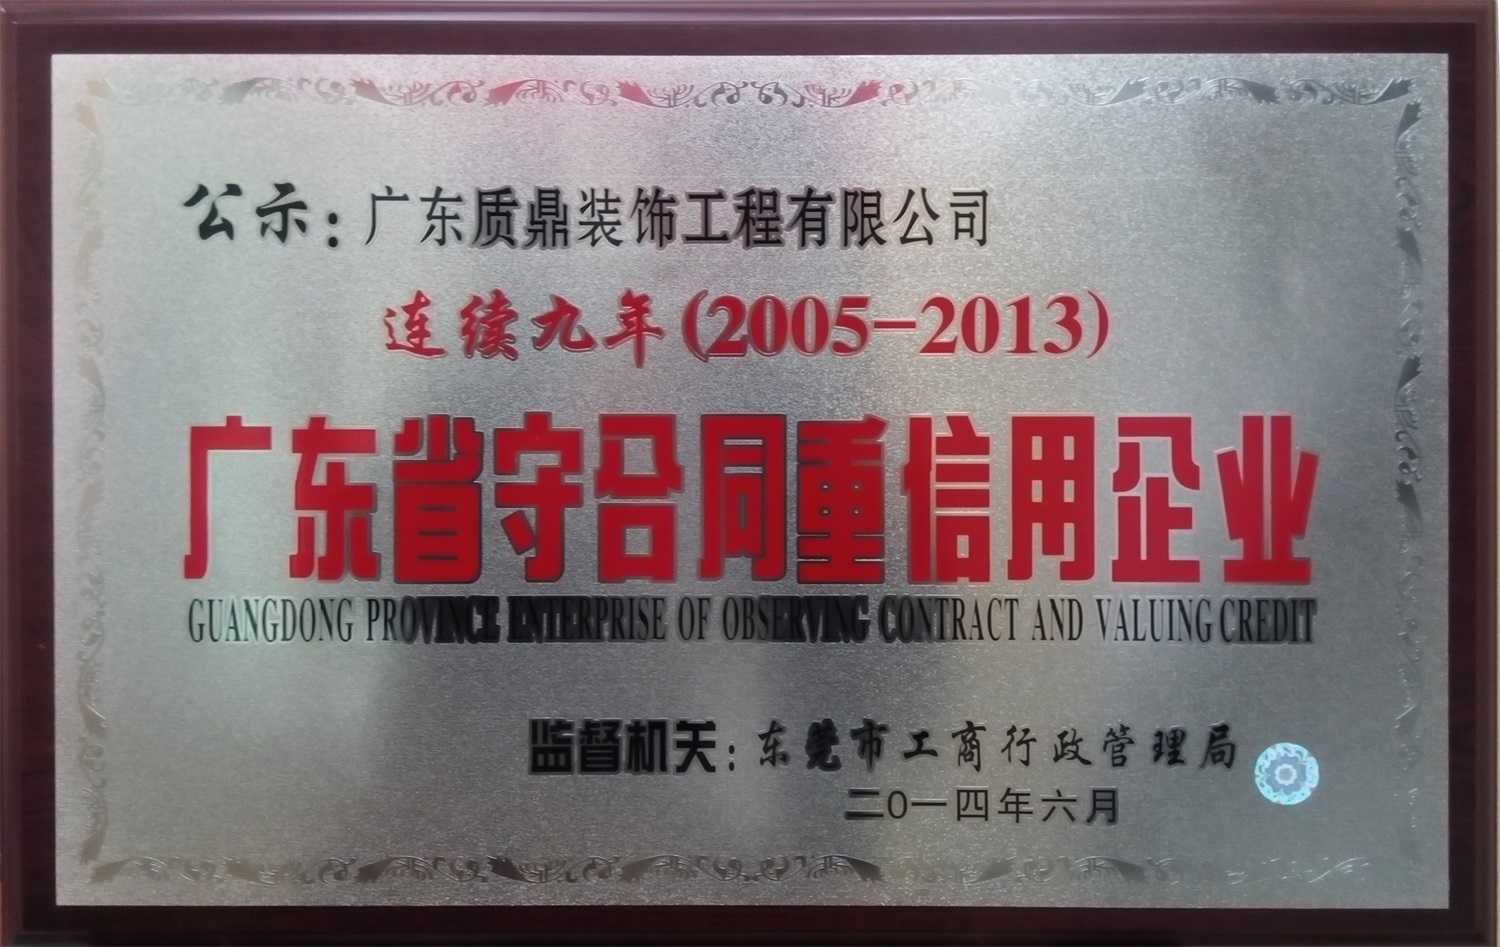 公示：广东质鼎装饰工程有限公司
连续九年(2005-2013)
广东省守合同重信用企业
GUANGDONG PROVINCE ENTERPRISE OF OBSERVING CONTRACT AND VALUING CREDIT
监督机关：东莞市工商行政管理局
二0一四年六月